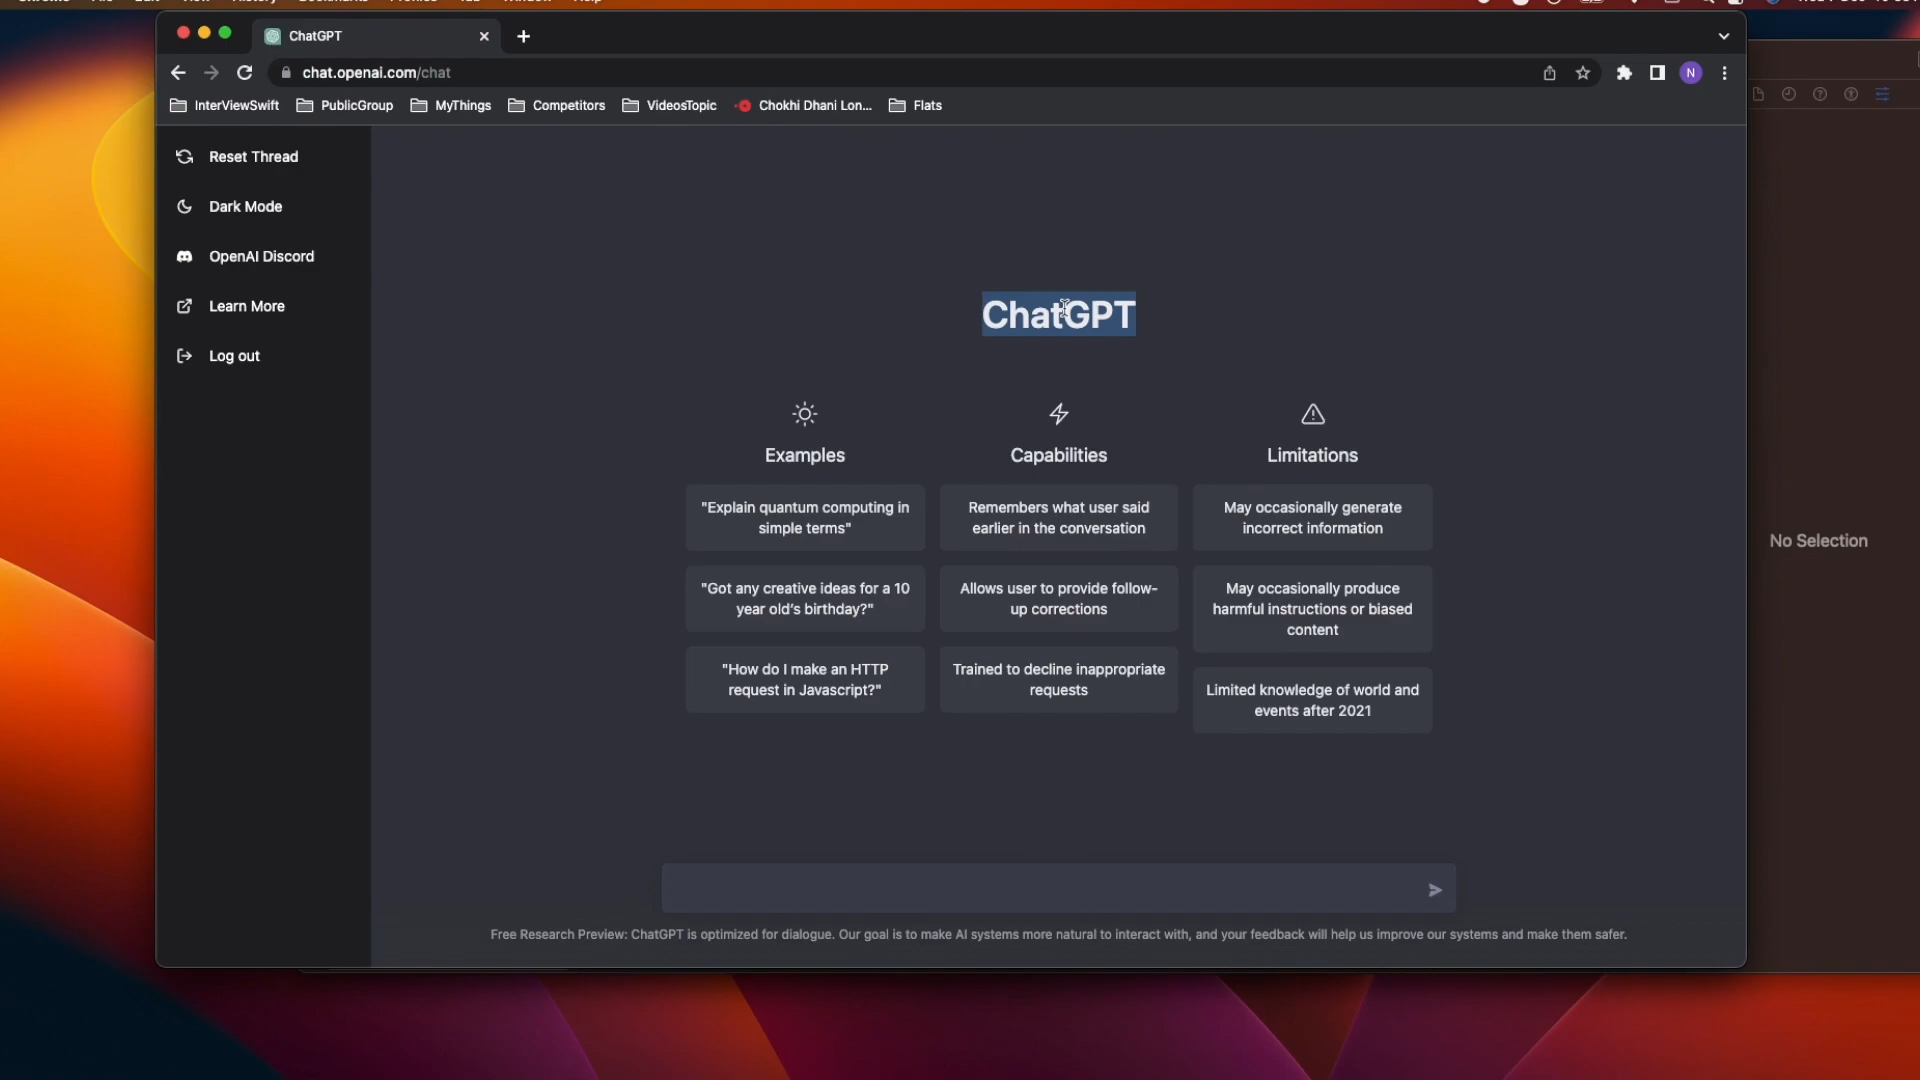 ChatGPT
chat.openai.com/chat
N
InterViewSwift PublicGroup MyThings Competitors VideosTopic Chokhi Dhani Lon... Flats
Reset Thread
Dark Mode
OpenAI Discord
Learn More
Log out
ChatGPT
Examples
"Explain quantum computing in
simple terms"
"Got any creative ideas for a 10
year old's birthday?"
"How do I make an HTTP
request in Javascript?"
Capabilities
Remembers what user said
earlier in the conversation
Allows user to provide follow-
up corrections
Trained to decline inappropriate
requests
Limitations
May occasionally generate
incorrect information
May occasionally produce
harmful instructions or biased
content
Limited knowledge of world and
events after 2021
No Selection
Free Research Preview: ChatGPT is optimized for dialogue. Our goal is to make AI systems more natural to interact with, and your feedback will help us improve our systems and make them safer.